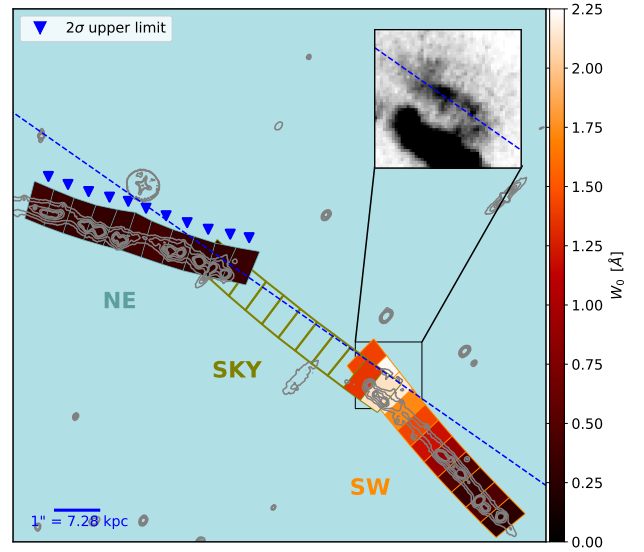 2σ upper limit
NE
SKY
SW
1" = 7.28 kpc
2.25
2.00
1.75
1.50
1.25
1.00
0.75
0.50
0.25
0.00
W₀ [Å]